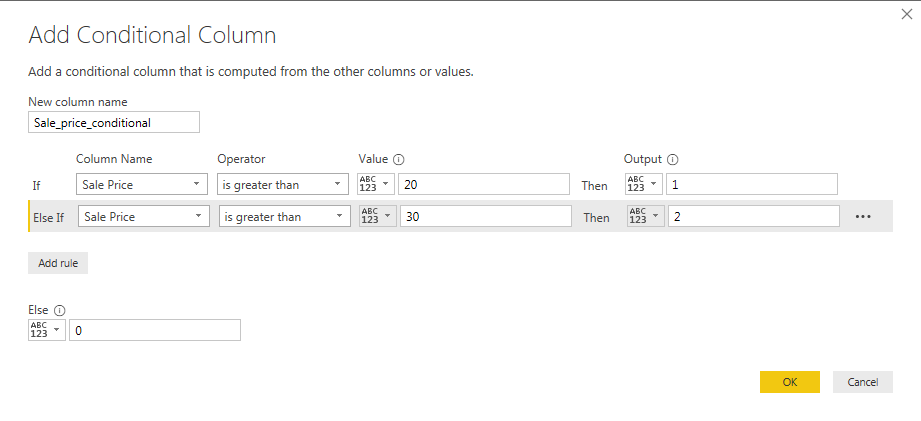 Add Conditional Column
Add a conditional column that is computed from the other columns or values.
New column name
Sale_price_conditional
Column Name Operator Value Output
If Sale Price is greater than ABC 123 20 Then ABC 123 1
Else If Sale Price is greater than ABC 123 30 Then ABC 123 2 ...
Add rule
Else
ABC 123 0
OK Cancel